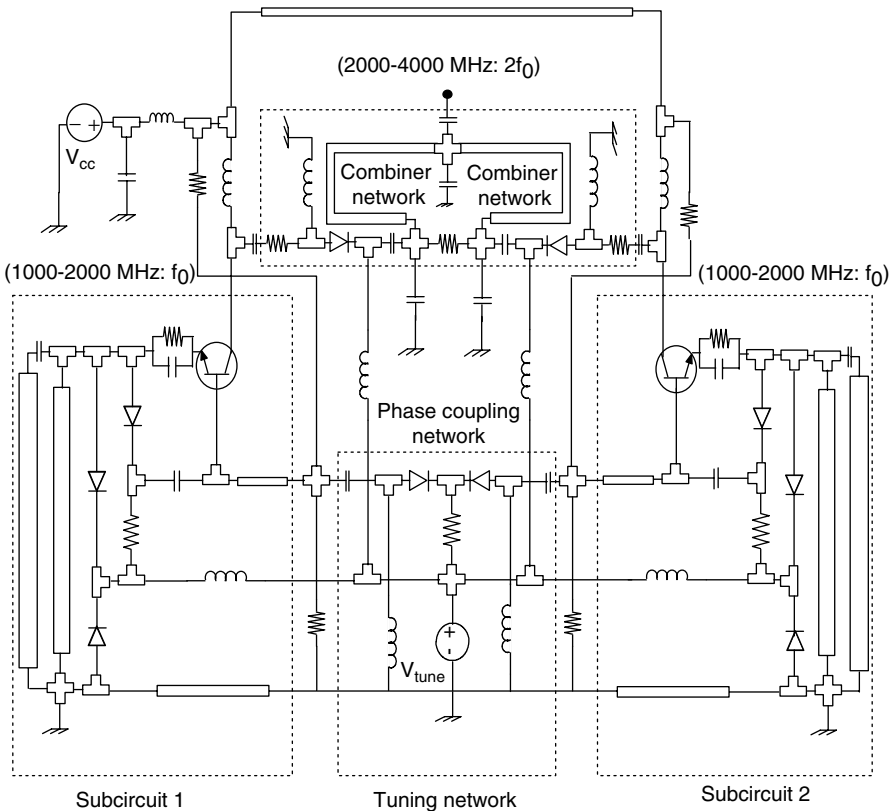 (2000-4000 MHz: 2f0)
Vcc
Combiner
network
Combiner
network
(1000-2000 MHz: f0)
(1000-2000 MHz: f0)
Phase coupling
network
+
-
Vtune
- +
Subcircuit 1
Tuning network
Subcircuit 2